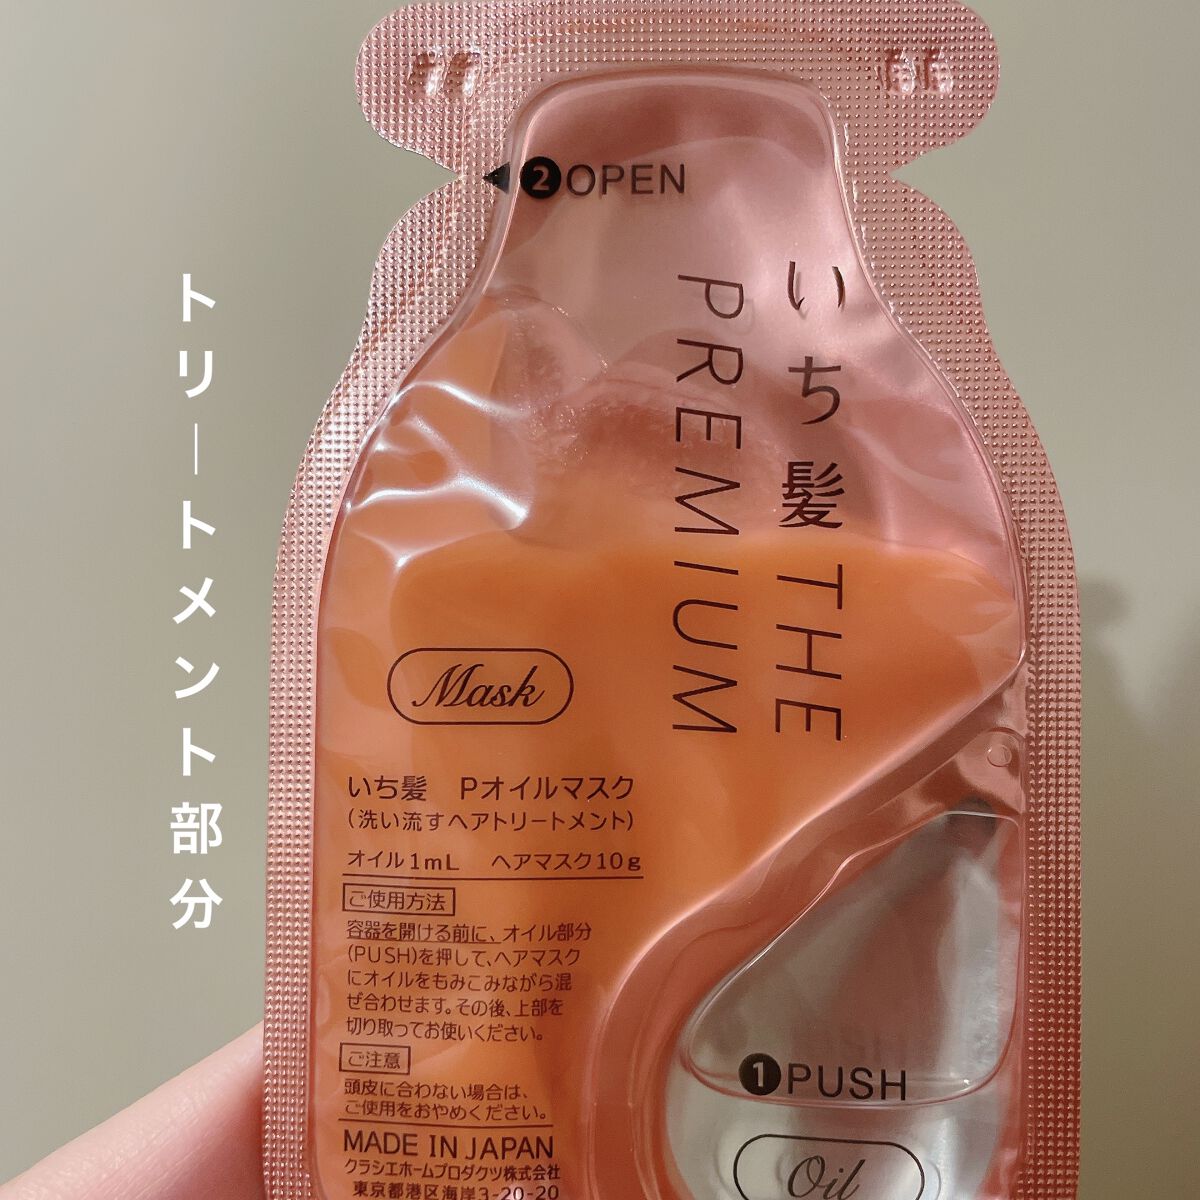 トリートメント部分
❷OPEN
いち髪 THE
PREMIUM
Mask
いち髪 Pオイルマスク
(洗い流すヘアトリートメント)
オイル1mL ヘアマスク10g
ご使用方法
容器を開ける前に、オイル部分
(PUSH)を押して、ヘアマスク
にオイルをもみこみながら混
ぜ合わせます。その後、上部を
切り取ってお使いください。
ご注意
頭皮に合わない場合は、
ご使用をおやめください。
MADE IN JAPAN
クラシエホームプロダクツ株式会社
東京都港区海岸3-20-20
❶PUSH
Oil